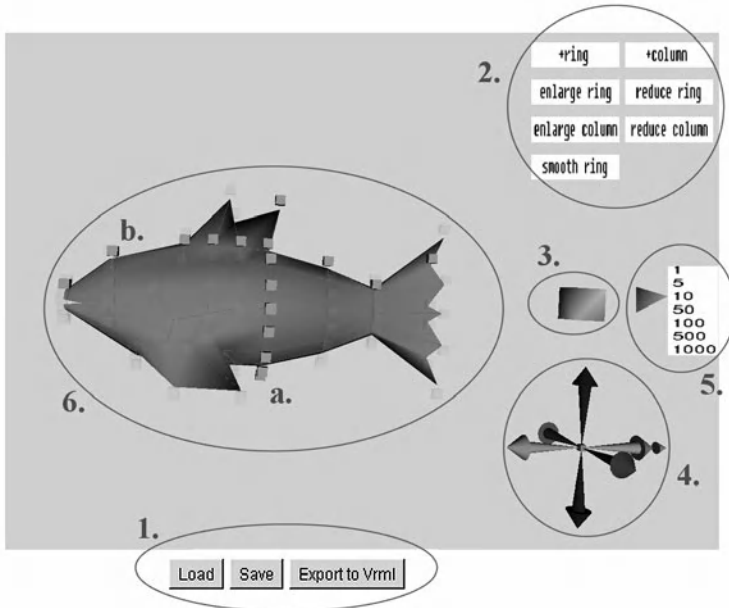 2.
+ring +column
enlarge ring reduce ring
enlarge column reduce column
smooth ring
b.
3.
1
5
10
50
100
500
1000
5.
6.
a.
4.
1.
Load Save Export to Vrml